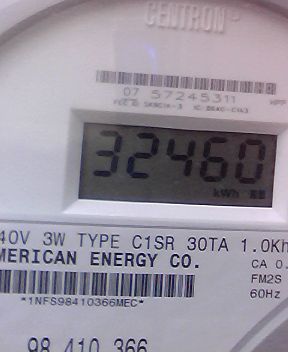 CENTRON
07 57245311
32460
kWh
40V 3W TYPE C1SR 30TA 1.0Kh
MERICAN ENERGY CO.
CA 0.
FM2S
*1NFS98410366MEC*
60Hz
98 410 366